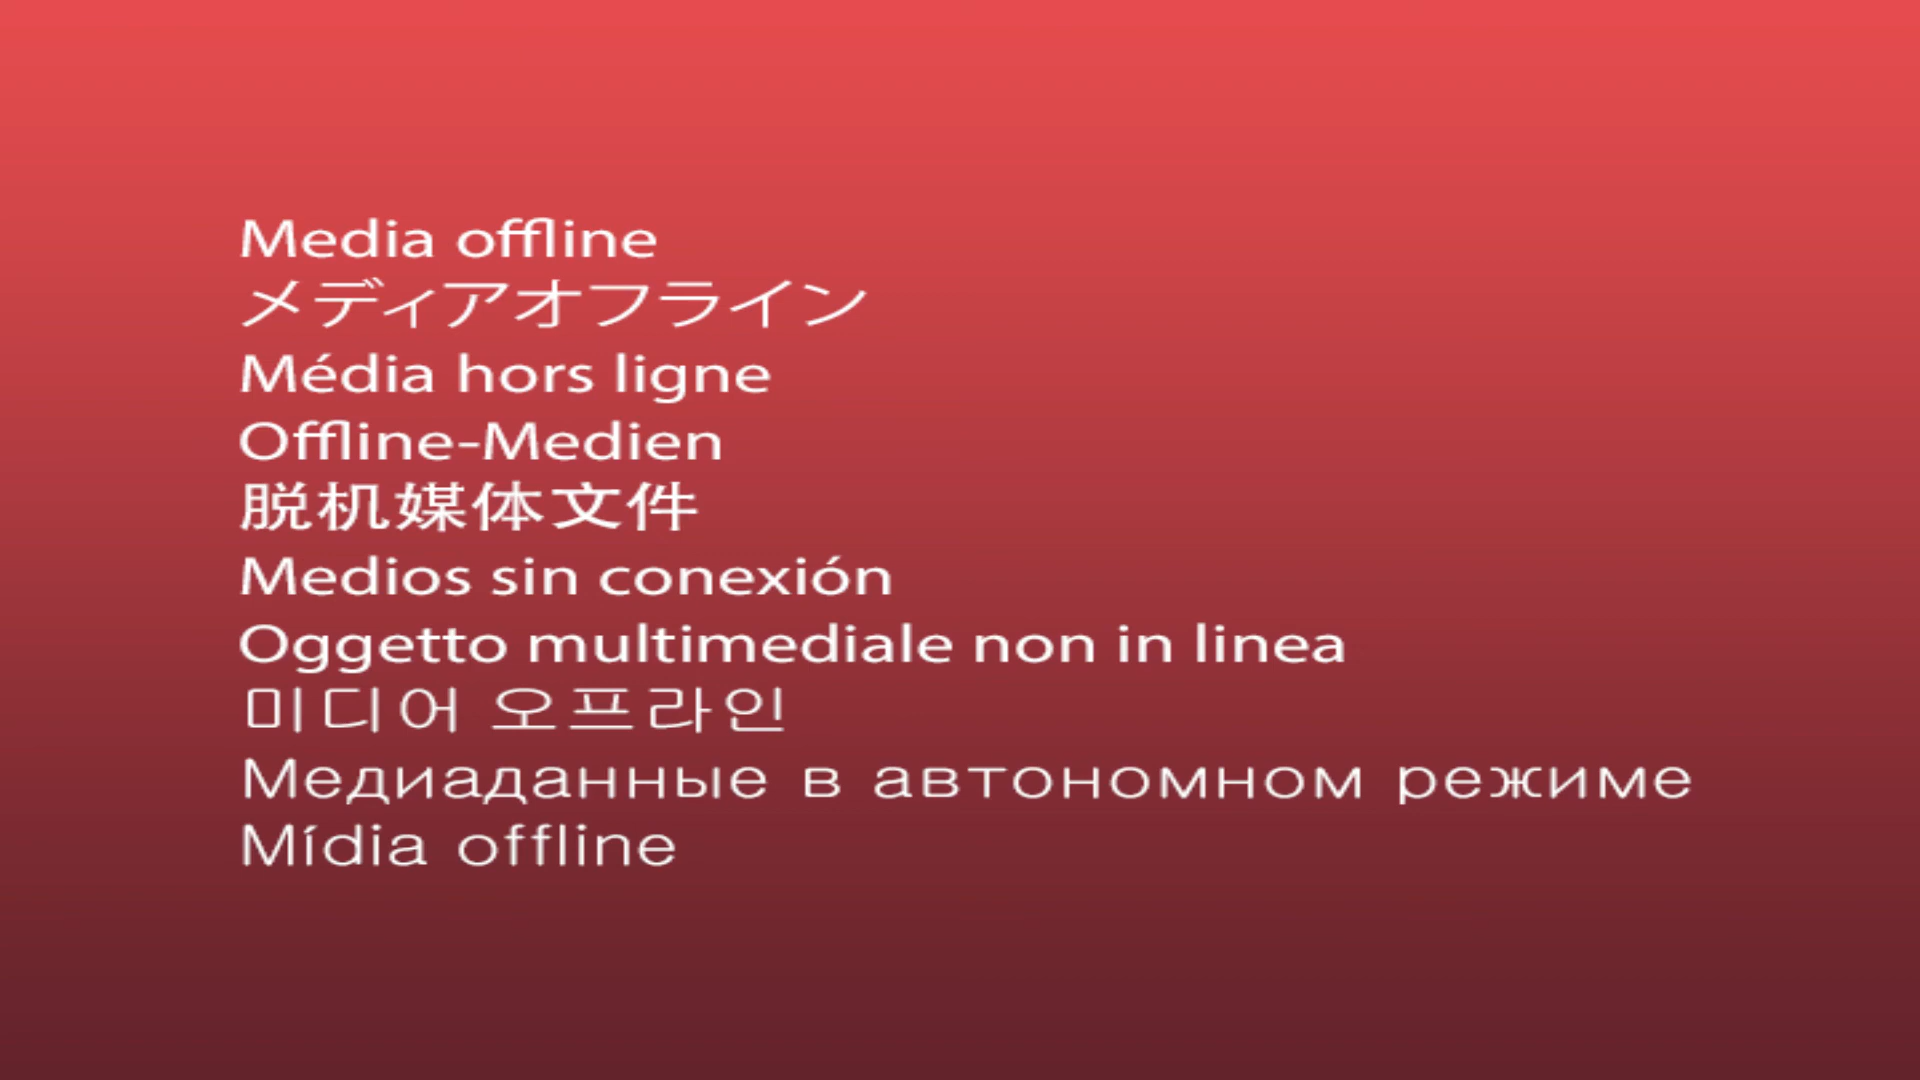 Media offline
メディアオフライン
Média hors ligne
Offline-Medien
脱机媒体文件
Medios sin conexión
Oggetto multimediale non in linea
미디어 오프라인
Медиаданные в автономном режиме
Mídia offline